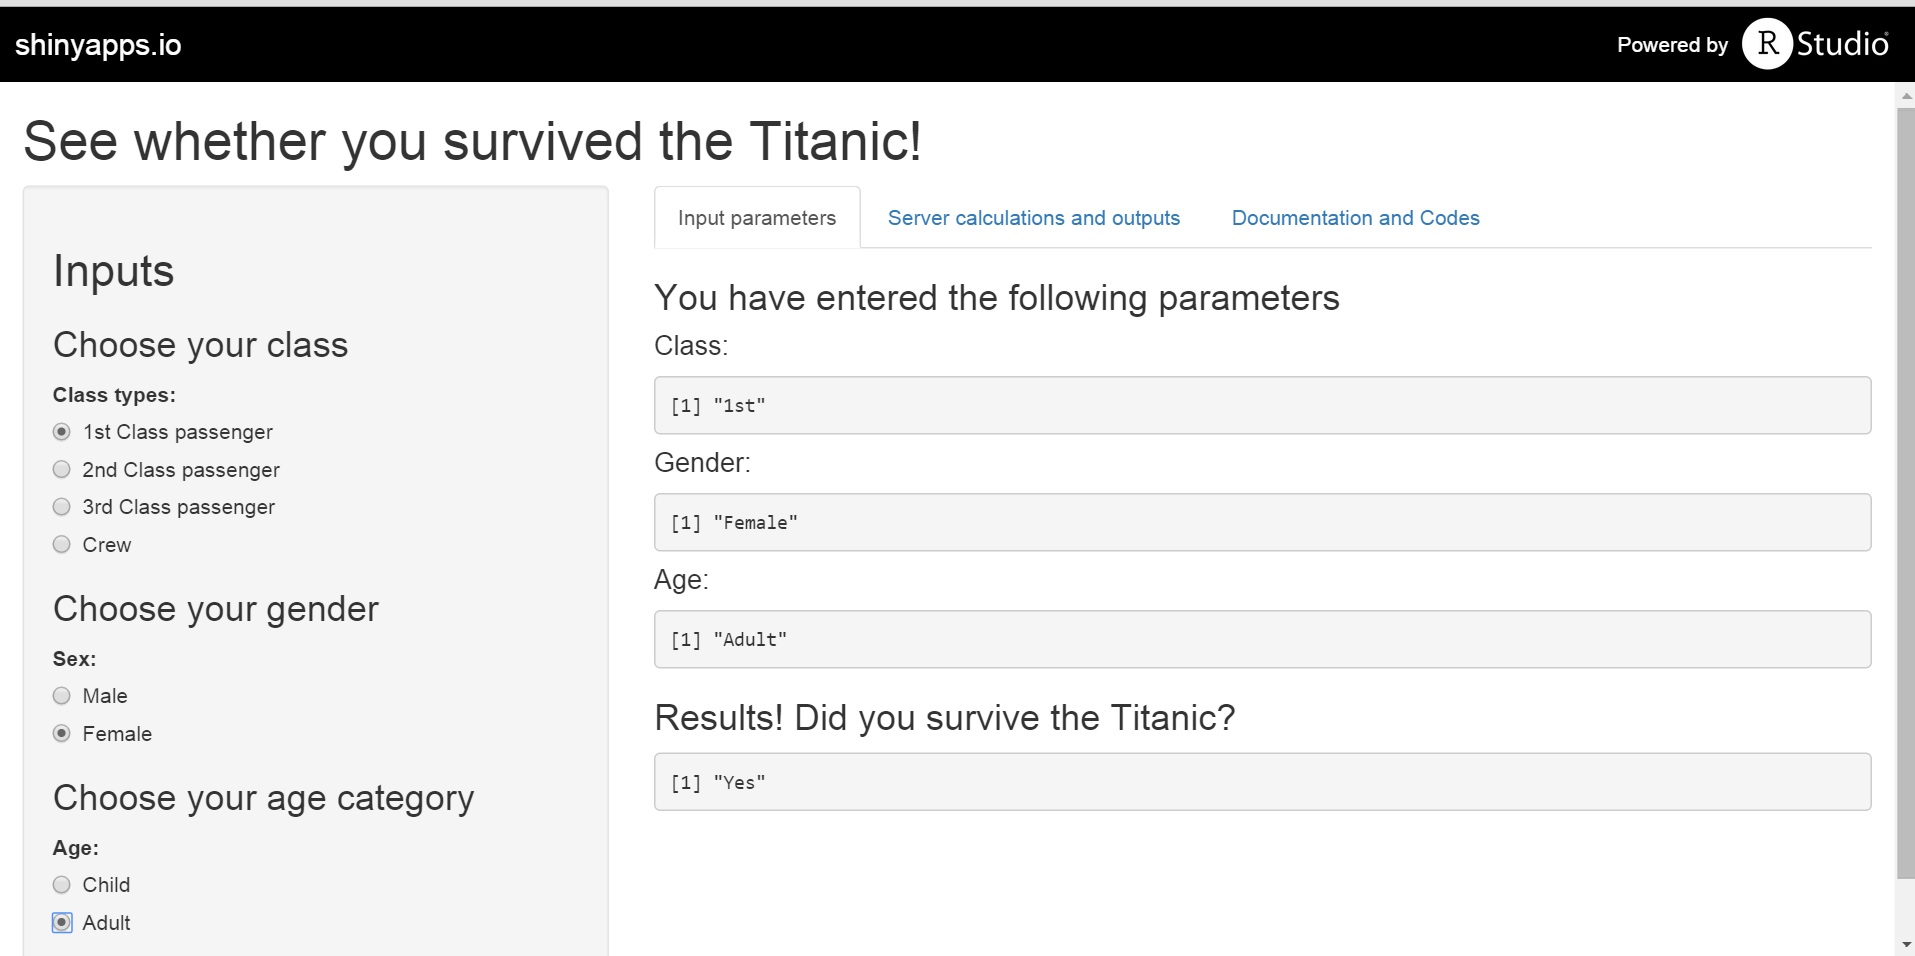 shinyapps.io
Powered by R Studio
See whether you survived the Titanic!
Inputs
Choose your class
Class types:
1st Class passenger
2nd Class passenger
3rd Class passenger
Crew
Choose your gender
Sex:
Male
Female
Choose your age category
Age:
Child
Adult
Input parameters
Server calculations and outputs
Documentation and Codes
You have entered the following parameters
Class:
[1] "1st"
Gender:
[1] "Female"
Age:
[1] "Adult"
Results! Did you survive the Titanic?
[1] "Yes"